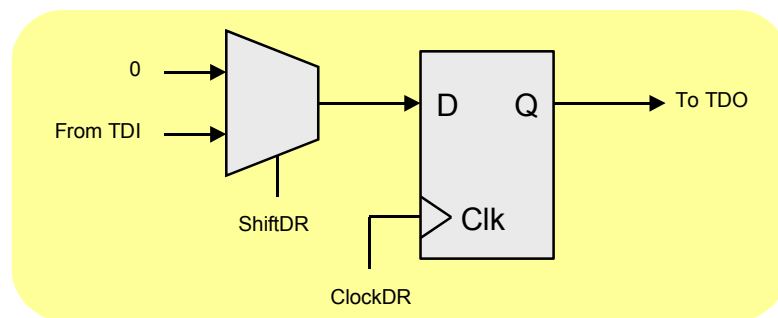 0
From TDI
ShiftDR
D
Q
Clk
ClockDR
To TDO